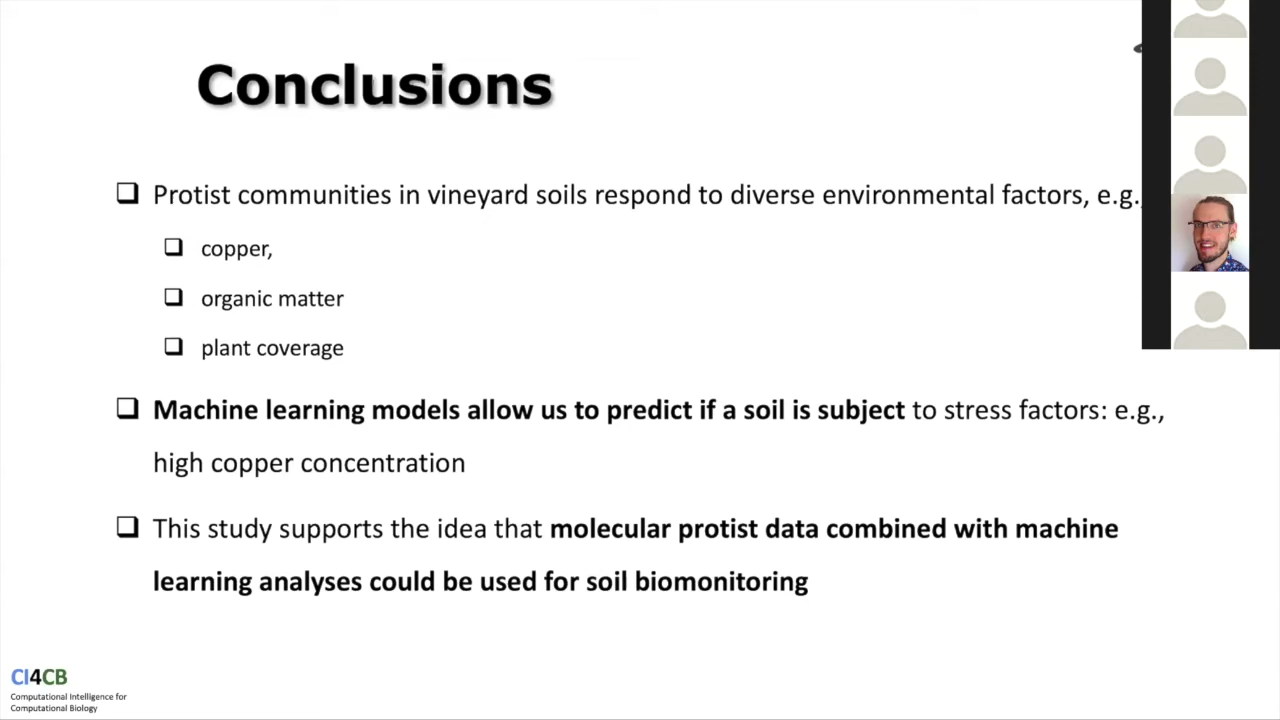 Conclusions
Protist communities in vineyard soils respond to diverse environmental factors, e.g.,
copper,
organic matter
plant coverage
Machine learning models allow us to predict if a soil is subject to stress factors: e.g.,
high copper concentration
This study supports the idea that molecular protist data combined with machine
learning analyses could be used for soil biomonitoring
CI4CB
Computational Intelligence for
Computational Biology